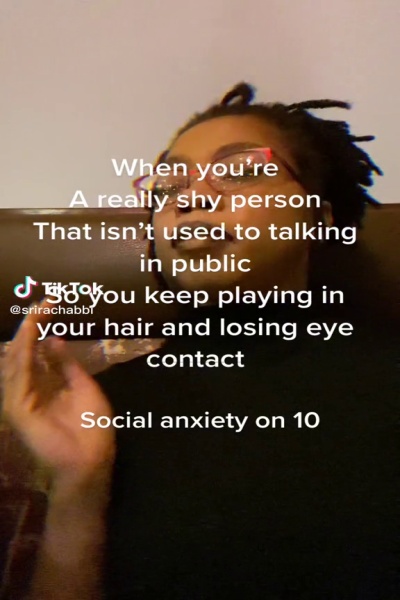 When you're
A really shy person
That isn't used to talking
in public
TikTok
So you keep playing in
@srirachabbi
your hair and losing eye
contact
Social anxiety on 10